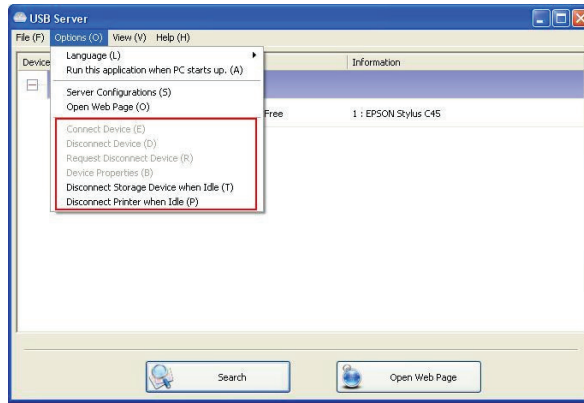 USB Server
File (F) Options (O) View (V) Help (H)
Device Information
Language (L)
Run this application when PC starts up. (A)
Server Configurations (S)
Open Web Page (O)
Free 1 : EPSON Stylus C45
Connect Device (E)
Disconnect Device (D)
Request Disconnect Device (R)
Device Properties (B)
Disconnect Storage Device when Idle (T)
Disconnect Printer when Idle (P)
Search Open Web Page